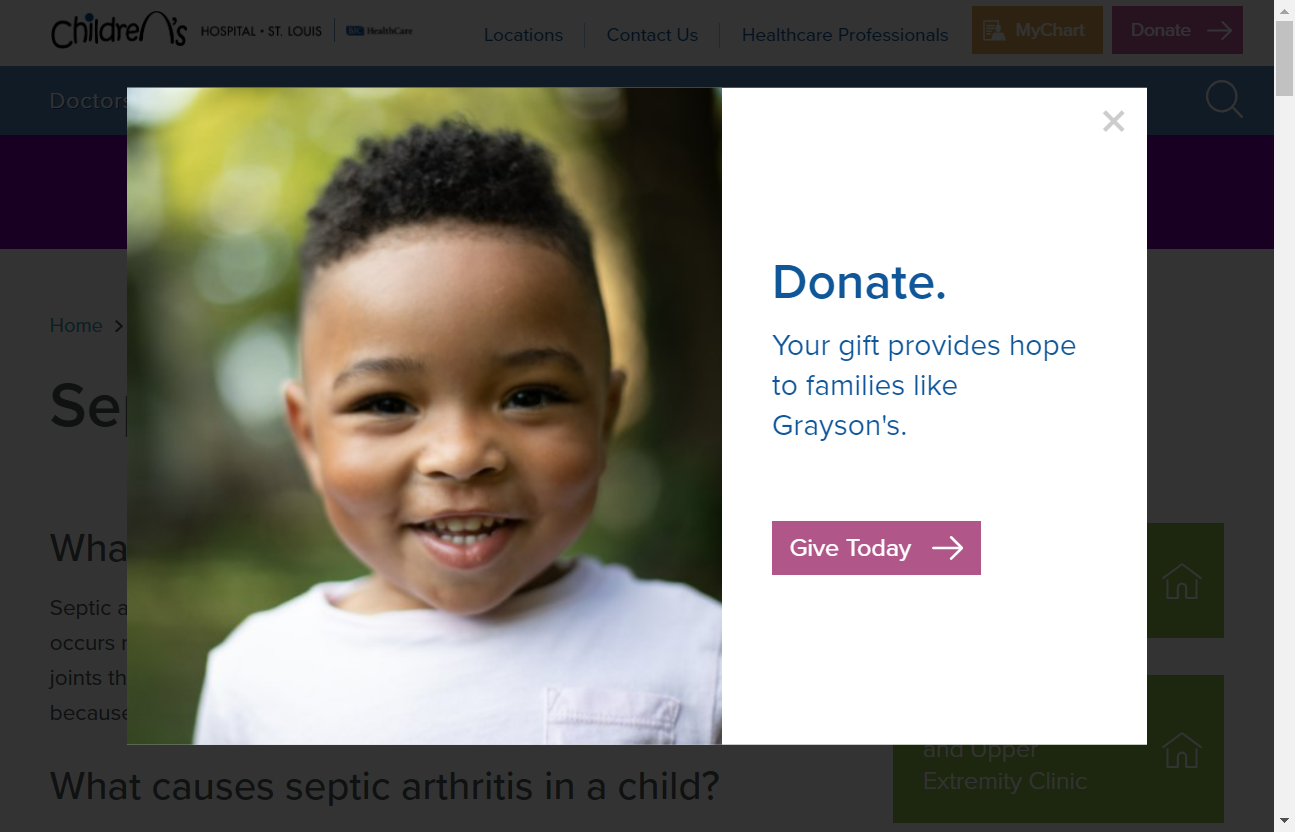 Children's HOSPITAL • ST. LOUIS BJC HealthCare
Locations Contact Us Healthcare Professionals MyChart Donate
Doctors
Donate.
Your gift provides hope
to families like
Grayson's.
Give Today
Home >
Sep
Wha
Septic a
occurs
joints th
because
and Upper
Extremity Clinic
What causes septic arthritis in a child?